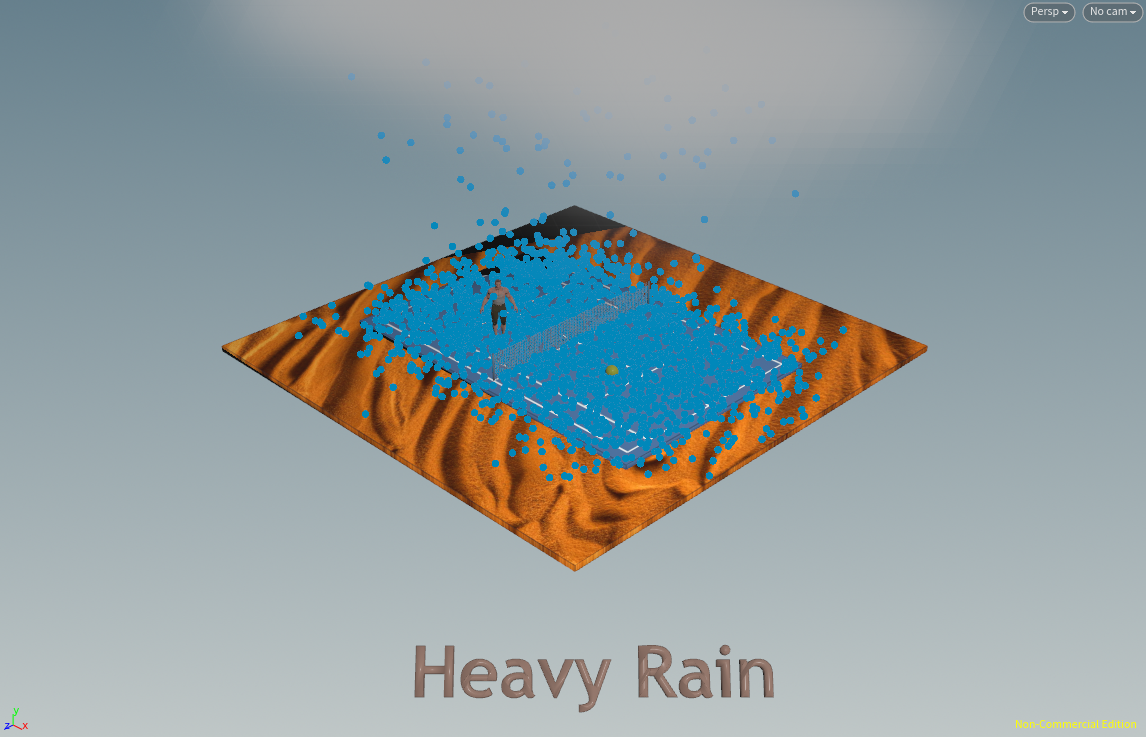 Persp No cam
Heavy Rain
y
z x
Non-Commercial Edition